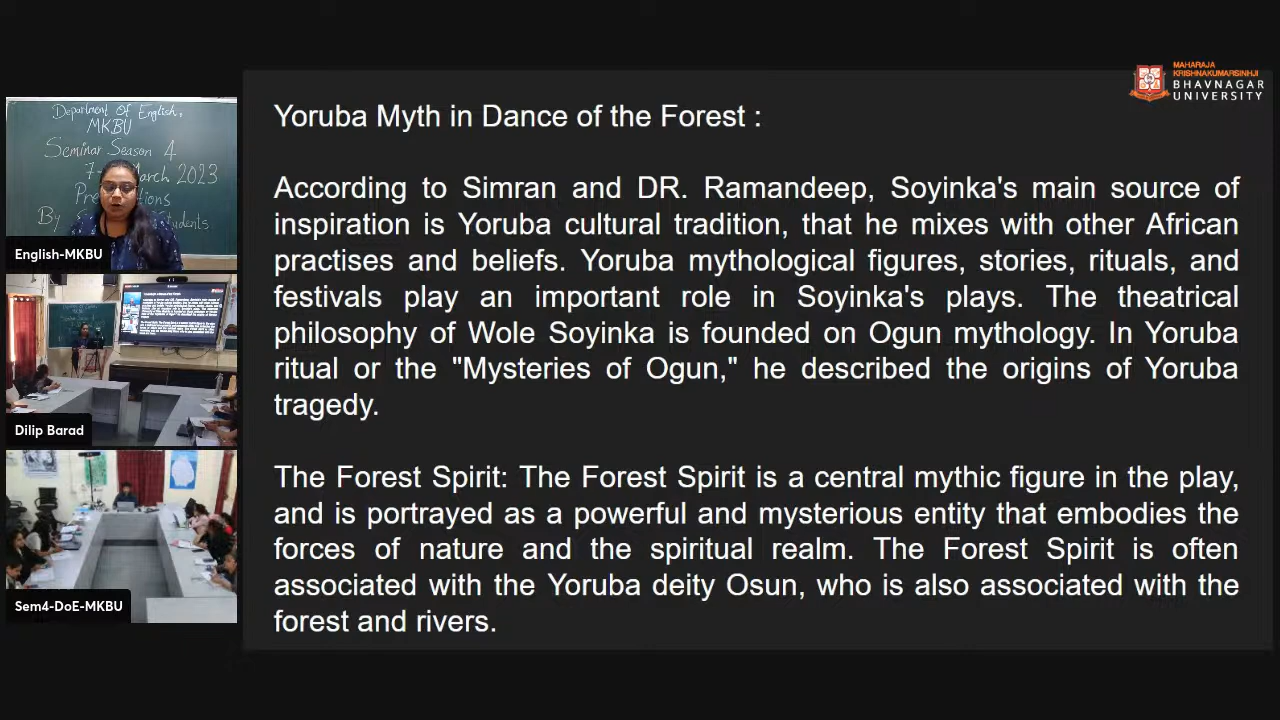 MAHARAJA
KRISHNAKUMARSINHJI
BHAVNAGAR
UNIVERSITY
Yoruba Myth in Dance of the Forest :
According to Simran and DR. Ramandeep, Soyinka's main source of
inspiration is Yoruba cultural tradition, that he mixes with other African
practises and beliefs. Yoruba mythological figures, stories, rituals, and
festivals play an important role in Soyinka's plays. The theatrical
philosophy of Wole Soyinka is founded on Ogun mythology. In Yoruba
ritual or the "Mysteries of Ogun," he described the origins of Yoruba
tragedy.
The Forest Spirit: The Forest Spirit is a central mythic figure in the play,
and is portrayed as a powerful and mysterious entity that embodies the
forces of nature and the spiritual realm. The Forest Spirit is often
associated with the Yoruba deity Osun, who is also associated with the
forest and rivers.
Department Of English,
MKBU
Seminar Season 4
March 2023
By
English-MKBU
Dilip Barad
Sem4-DoE-MKBU